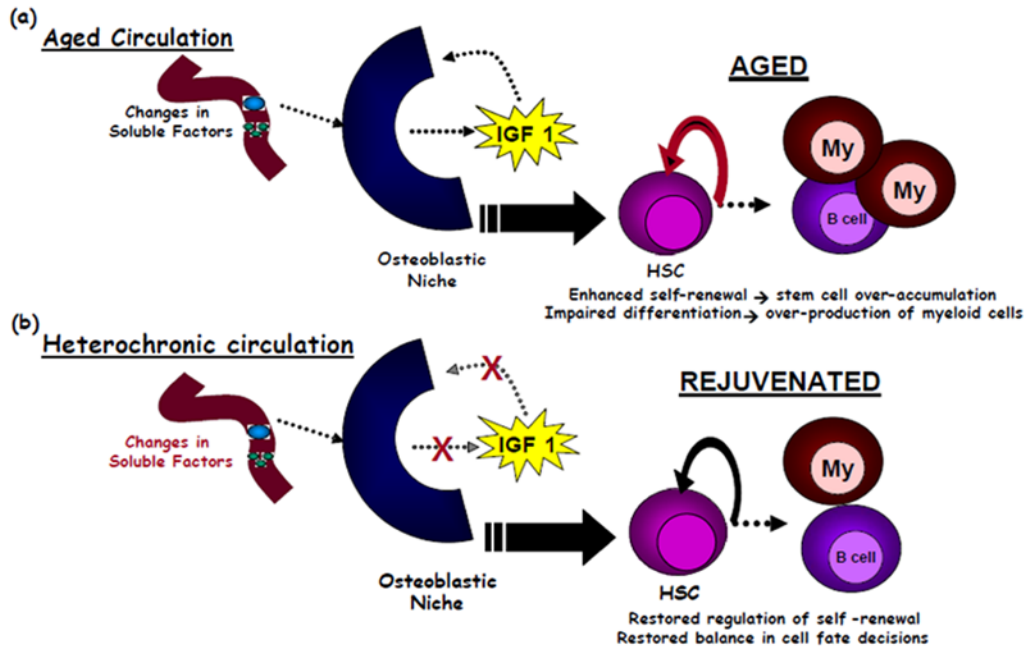 (a)
Aged Circulation
Changes in
Soluble Factors
IGF 1
Osteoblastic
Niche
AGED
HSC
My
My
B cell
Enhanced self-renewal → stem cell over-accumulation
Impaired differentiation → over-production of myeloid cells
(b)
Heterochronic circulation
Changes in
Soluble Factors
X
X
IGF 1
Osteoblastic
Niche
REJUVENATED
HSC
My
B cell
Restored regulation of self -renewal
Restored balance in cell fate decisions